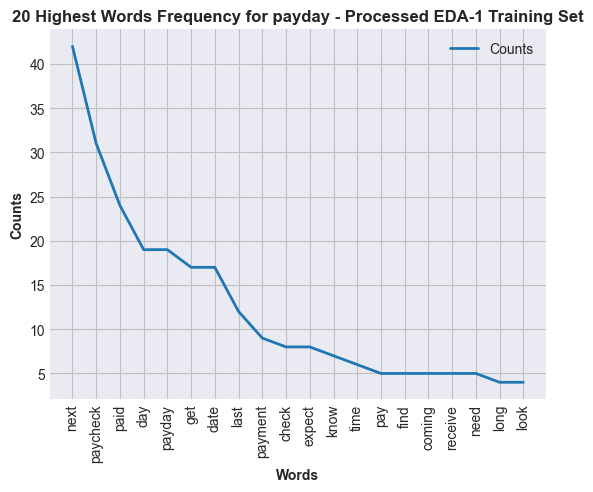 20 Highest Words Frequency for payday - Processed EDA-1 Training Set
Counts
40
35
30
25
20
15
10
5
Counts
next
paycheck
paid
day
payday
get
date
last
payment
check
expect
know
time
pay
find
coming
receive
need
long
look
Words